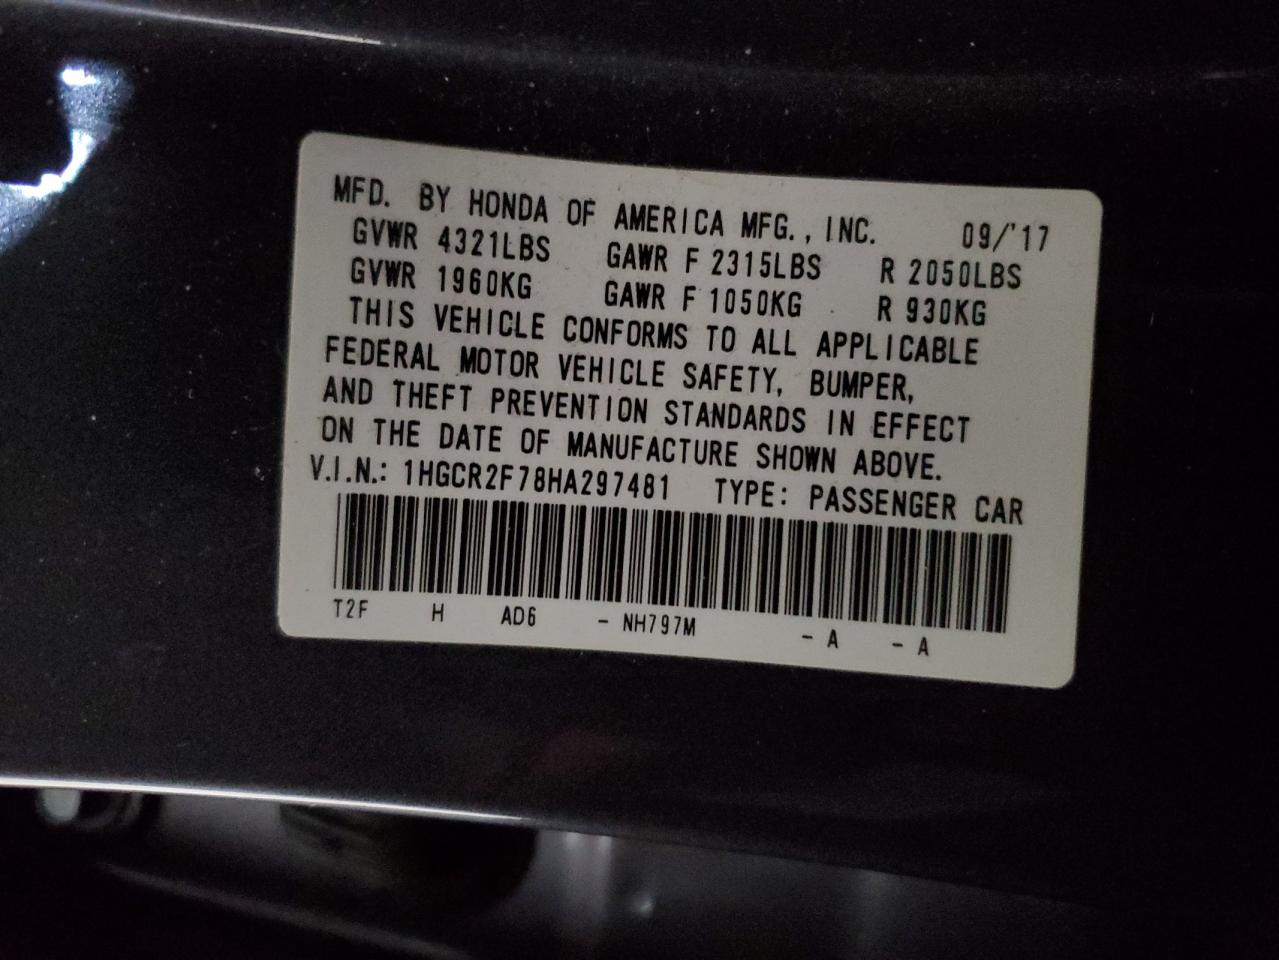 MFD. BY HONDA OF AMERICA MFG., INC. 09/'17
GVWR 4321LBS GAWR F 2315LBS R 2050LBS
GVWR 1960KG GAWR F 1050KG R 930KG
THIS VEHICLE CONFORMS TO ALL APPLICABLE
FEDERAL MOTOR VEHICLE SAFETY, BUMPER,
AND THEFT PREVENTION STANDARDS IN EFFECT
ON THE DATE OF MANUFACTURE SHOWN ABOVE.
V.I.N.: 1HGCR2F78HA297481 TYPE: PASSENGER CAR
T2F H AD6 - NH797M - A - A